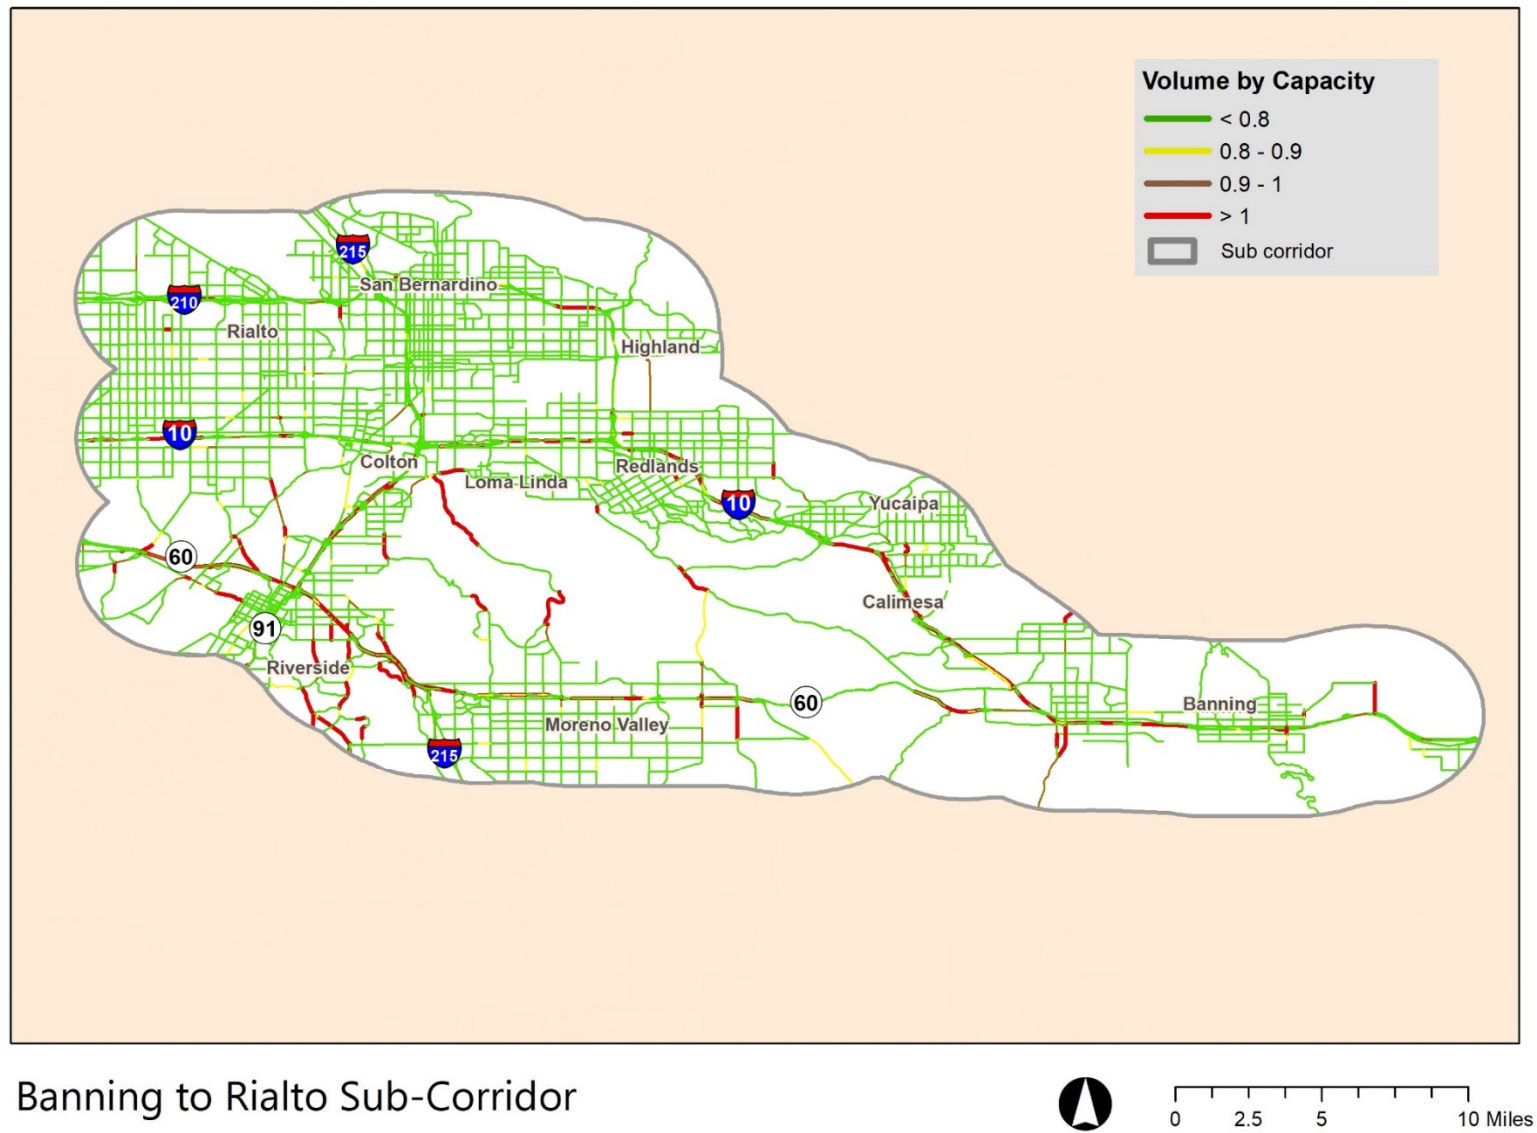 Volume by Capacity
< 0.8
0.8 - 0.9
0.9 - 1
> 1
Sub corridor
215
San Bernardino
210
Rialto
Highland
10
Colton
Redlands
Loma Linda
10
Yucaipa
60
Calimesa
91
Riverside
60
Banning
Moreno Valley
215
Banning to Rialto Sub-Corridor
0 2.5 5 10 Miles